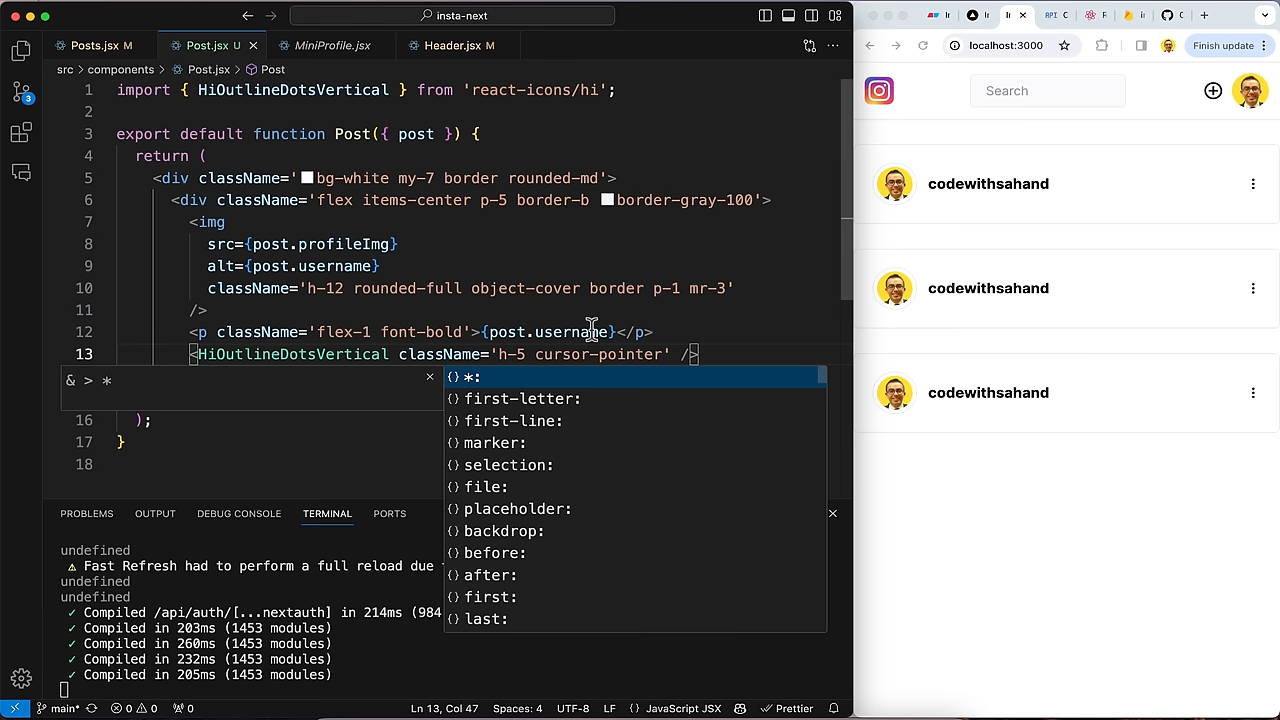 insta-next
Posts.jsx M
Post.jsx U
MiniProfile.jsx
Header.jsx M
src > components > Post.jsx > Post
1 import { HiOutlineDotsVertical } from 'react-icons/hi';
2
3 export default function Post({ post }) {
4 return (
5 <div className='bg-white my-7 border rounded-md'>
6 <div className='flex items-center p-5 border-b border-gray-100'>
7 <img
8 src={post.profileImg}
9 alt={post.username}
10 className='h-12 rounded-full object-cover border p-1 mr-3'
11 />
12 <p className='flex-1 font-bold'>{post.username}</p>
13 <HiOutlineDotsVertical className='h-5 cursor-pointer' />
& > *
{} *:
{} first-letter:
{} first-line:
{} marker:
{} selection:
{} file:
{} placeholder:
{} backdrop:
{} before:
{} after:
{} first:
{} last:
16 );
17 }
18
PROBLEMS OUTPUT DEBUG CONSOLE TERMINAL PORTS
undefined
⚠ Fast Refresh had to perform a full reload due
undefined
undefined
✓ Compiled /api/auth/[...nextauth] in 214ms (984
✓ Compiled in 203ms (1453 modules)
✓ Compiled in 260ms (1453 modules)
✓ Compiled in 232ms (1453 modules)
✓ Compiled in 205ms (1453 modules)
3
main* 0 0 0 Ln 13, Col 47 Spaces: 4 UTF-8 LF {} JavaScript JSX Prettier
API
localhost:3000
Finish update
Search
codewithsahand
codewithsahand
codewithsahand